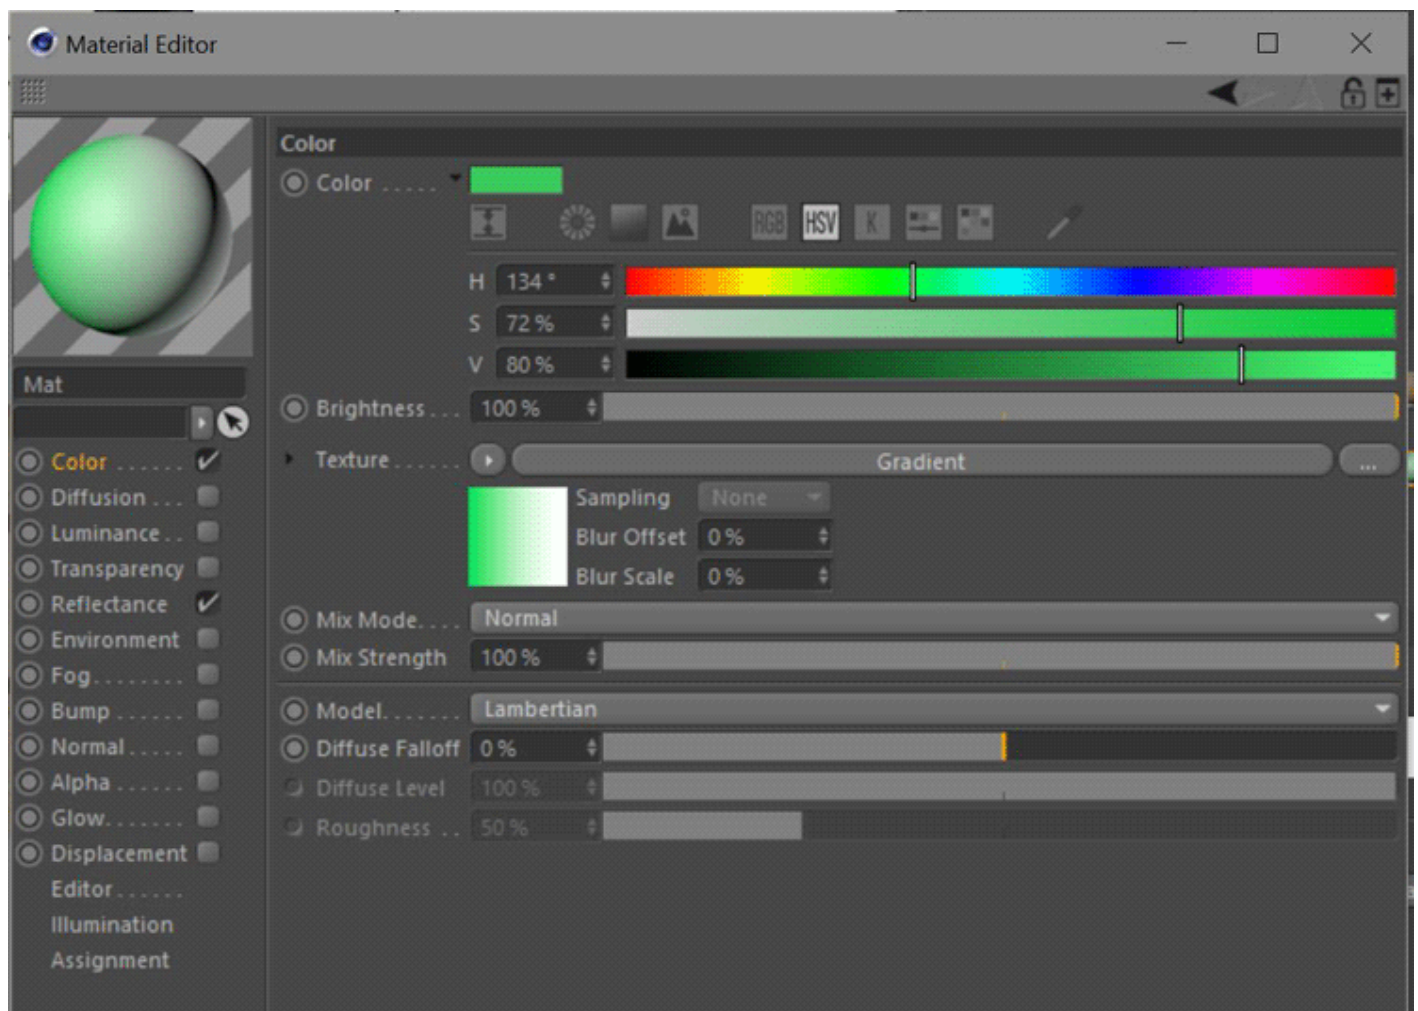 Material Editor
Color
Color .....
RGB HSV K
H 134 °
S 72 %
V 80 %
Mat
Brightness . . . 100 %
Texture . . . . . . Gradient ...
Color ......
Diffusion . . .
Sampling None
Luminance . .
Blur Offset 0 %
Transparency
Blur Scale 0 %
Reflectance
Mix Mode. . . . Normal
Environment
Mix Strength 100 %
Fog. . . . . . . .
Bump . . . . . .
Model. . . . . . . Lambertian
Normal . . . . .
Diffuse Falloff 0 %
Alpha . . . . . .
Diffuse Level 100 %
Glow. . . . . . .
Roughness . . 50 %
Displacement
Editor . . . . . .
Illumination
Assignment